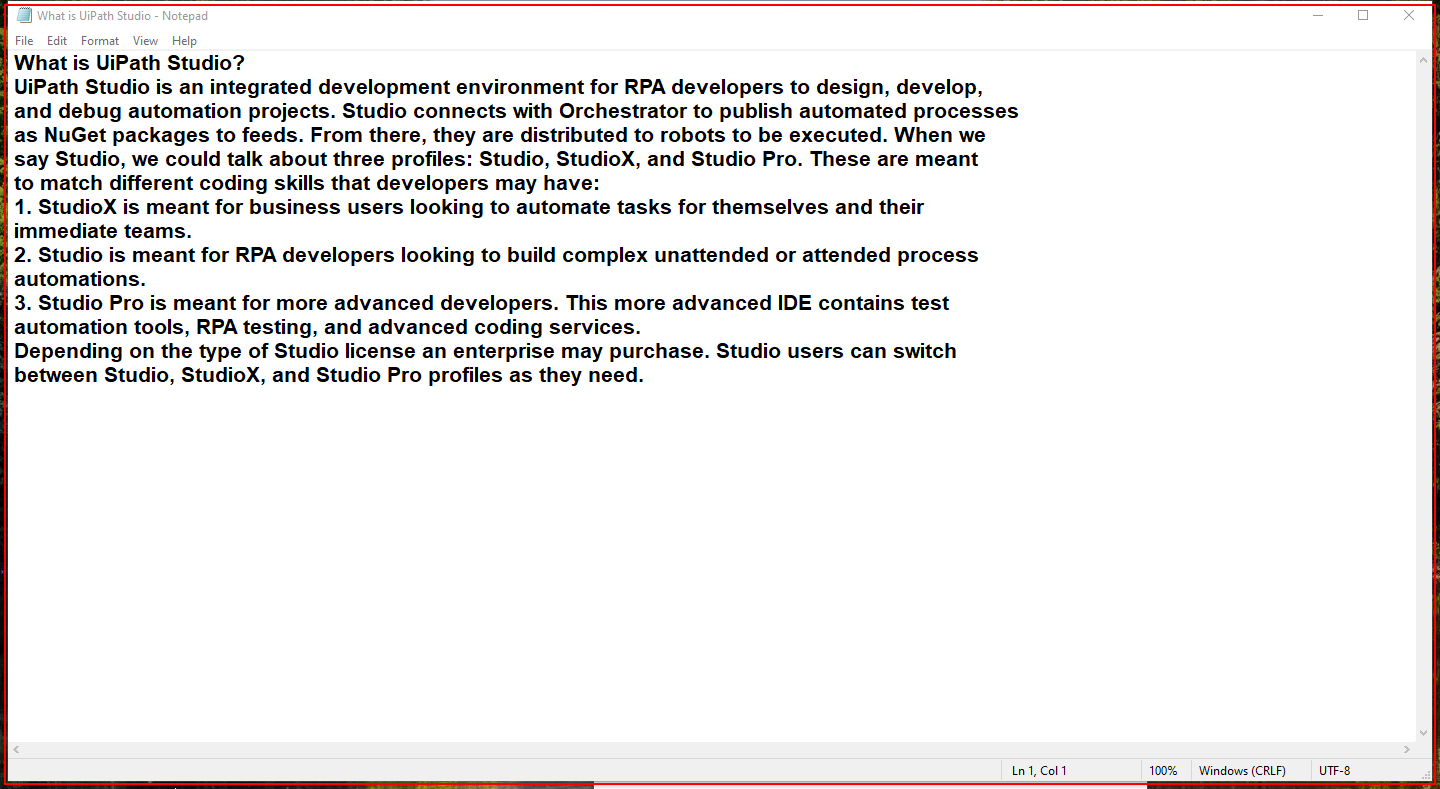 What is UiPath Studio - Notepad
File Edit Format View Help
What is UiPath Studio?
UiPath Studio is an integrated development environment for RPA developers to design, develop,
and debug automation projects. Studio connects with Orchestrator to publish automated processes
as NuGet packages to feeds. From there, they are distributed to robots to be executed. When we
say Studio, we could talk about three profiles: Studio, StudioX, and Studio Pro. These are meant
to match different coding skills that developers may have:
1. StudioX is meant for business users looking to automate tasks for themselves and their
immediate teams.
2. Studio is meant for RPA developers looking to build complex unattended or attended process
automations.
3. Studio Pro is meant for more advanced developers. This more advanced IDE contains test
automation tools, RPA testing, and advanced coding services.
Depending on the type of Studio license an enterprise may purchase. Studio users can switch
between Studio, StudioX, and Studio Pro profiles as they need.
Ln 1, Col 1 100% Windows (CRLF) UTF-8